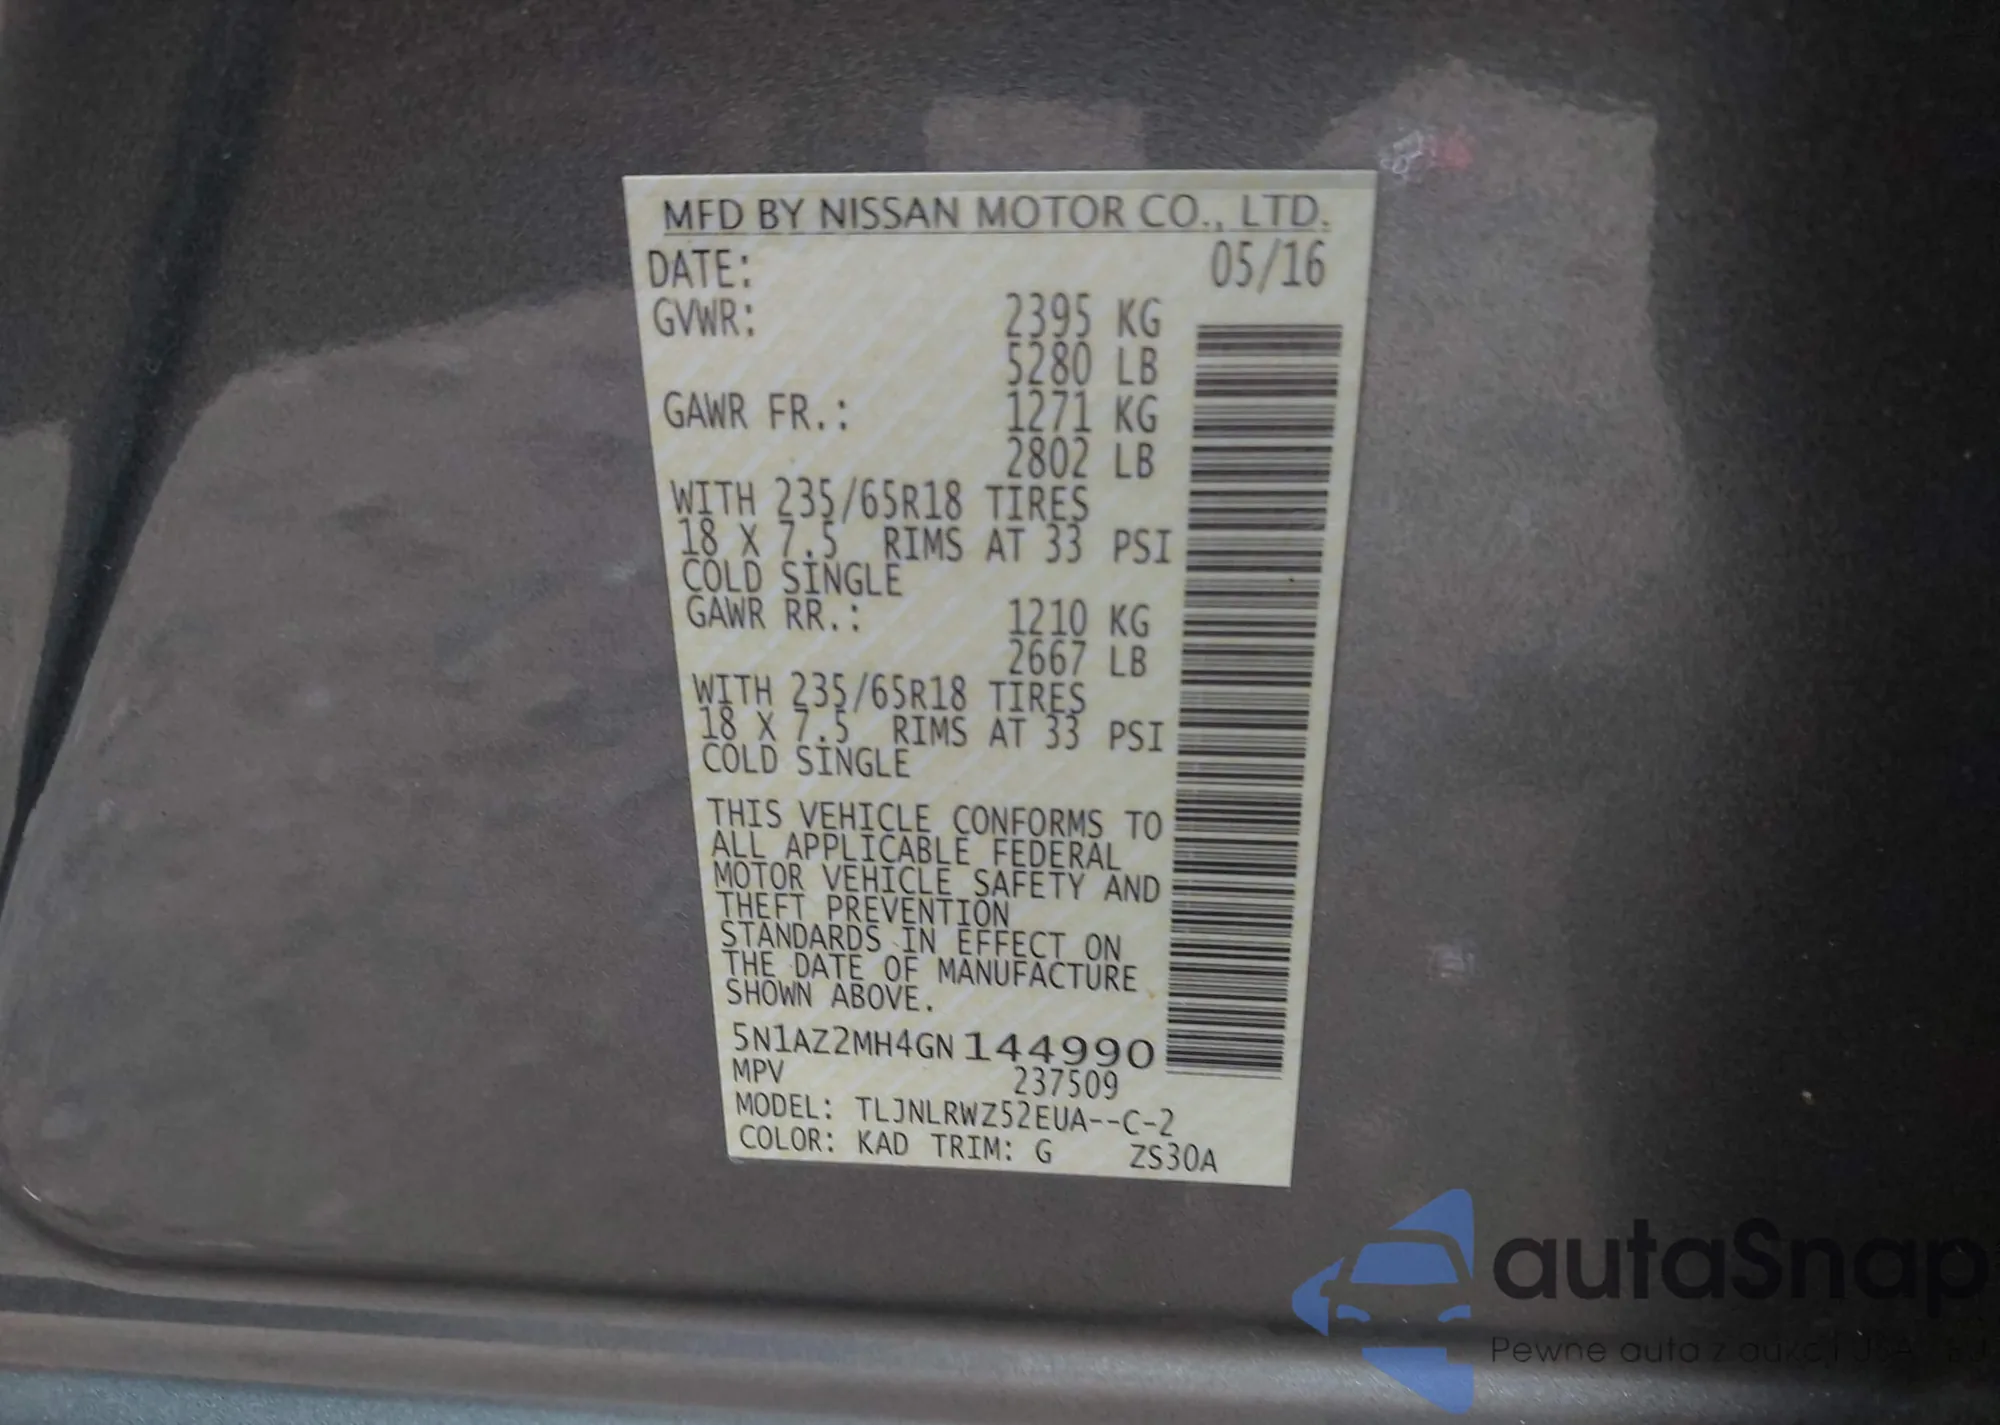 MFD BY NISSAN MOTOR CO., LTD.
DATE: 05/16
GVWR: 2395 KG
5280 LB
GAWR FR.: 1271 KG
2802 LB
WITH 235/65R18 TIRES
18 X 7.5 RIMS AT 33 PSI
COLD SINGLE
GAWR RR.: 1210 KG
2667 LB
WITH 235/65R18 TIRES
18 X 7.5 RIMS AT 33 PSI
COLD SINGLE
THIS VEHICLE CONFORMS TO
ALL APPLICABLE FEDERAL
MOTOR VEHICLE SAFETY AND
THEFT PREVENTION
STANDARDS IN EFFECT ON
THE DATE OF MANUFACTURE
SHOWN ABOVE.
5N1AZ2MH4GN144990
MPV 237509
MODEL: TLJNLRWZ52EUA--C-2
COLOR: KAD TRIM: G ZS30A
autaSnap
Pewne auta z aukcji USA